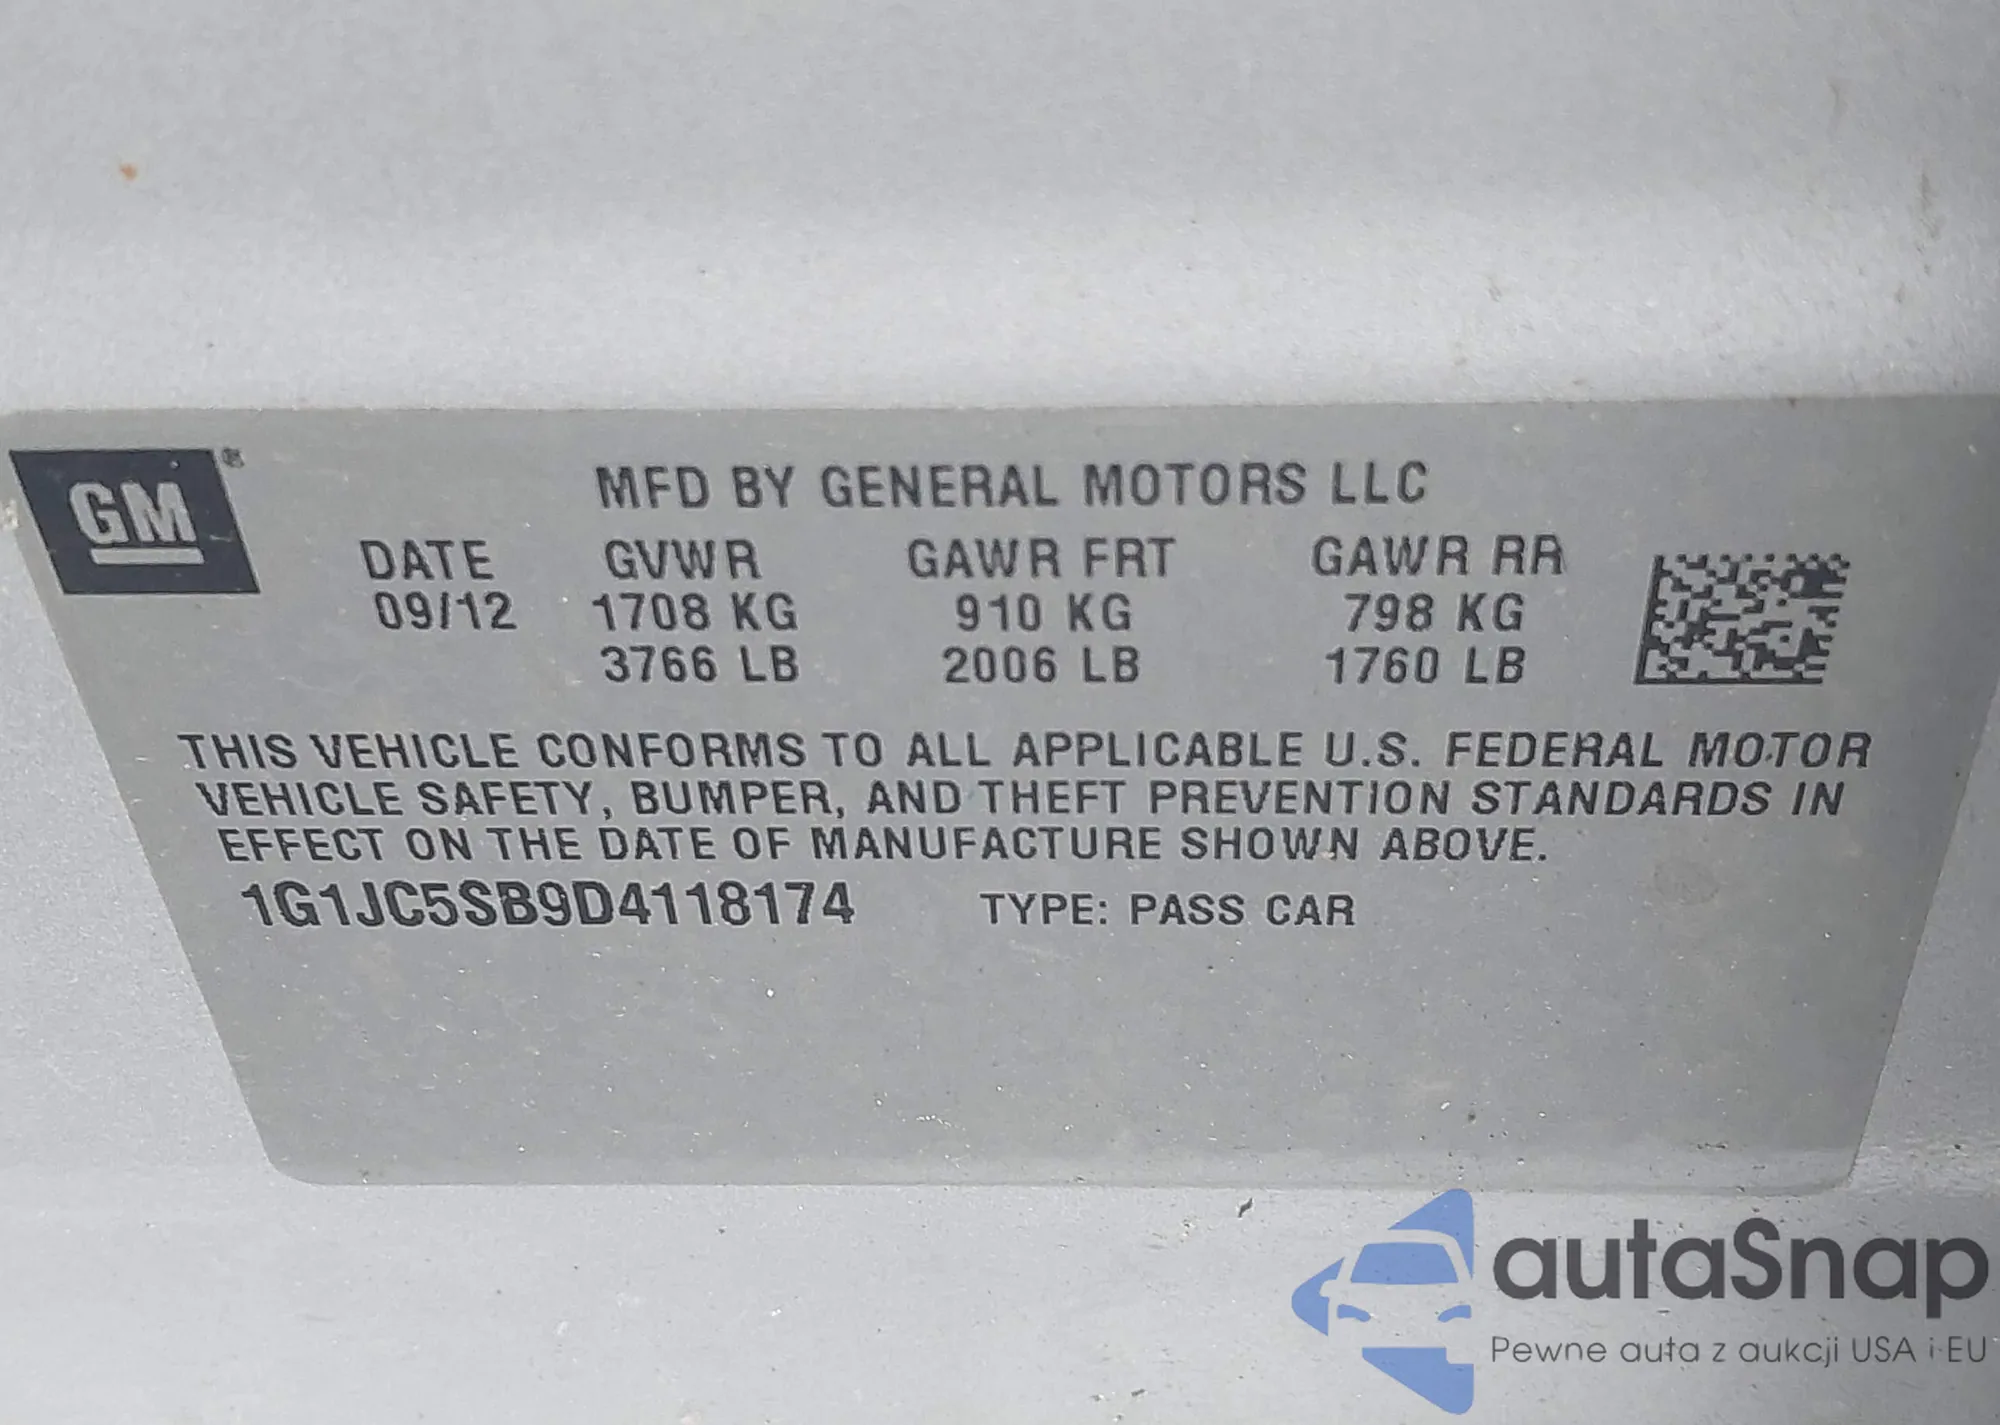 GM®
MFD BY GENERAL MOTORS LLC
DATE GVWR GAWR FRT GAWR RR
09/12 1708 KG 910 KG 798 KG
3766 LB 2006 LB 1760 LB
THIS VEHICLE CONFORMS TO ALL APPLICABLE U.S. FEDERAL MOTOR
VEHICLE SAFETY, BUMPER, AND THEFT PREVENTION STANDARDS IN
EFFECT ON THE DATE OF MANUFACTURE SHOWN ABOVE.
1G1JC5SB9D4118174 TYPE: PASS CAR
autaSnap
Pewne auta z aukcji USA i EU